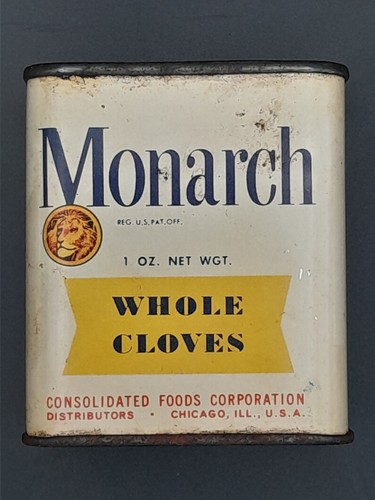 Monarch
REG. U.S. PAT. OFF.
1 OZ. NET WGT.
WHOLE
CLOVES
CONSOLIDATED FOODS CORPORATION
DISTRIBUTORS • CHICAGO, ILL., U.S.A.